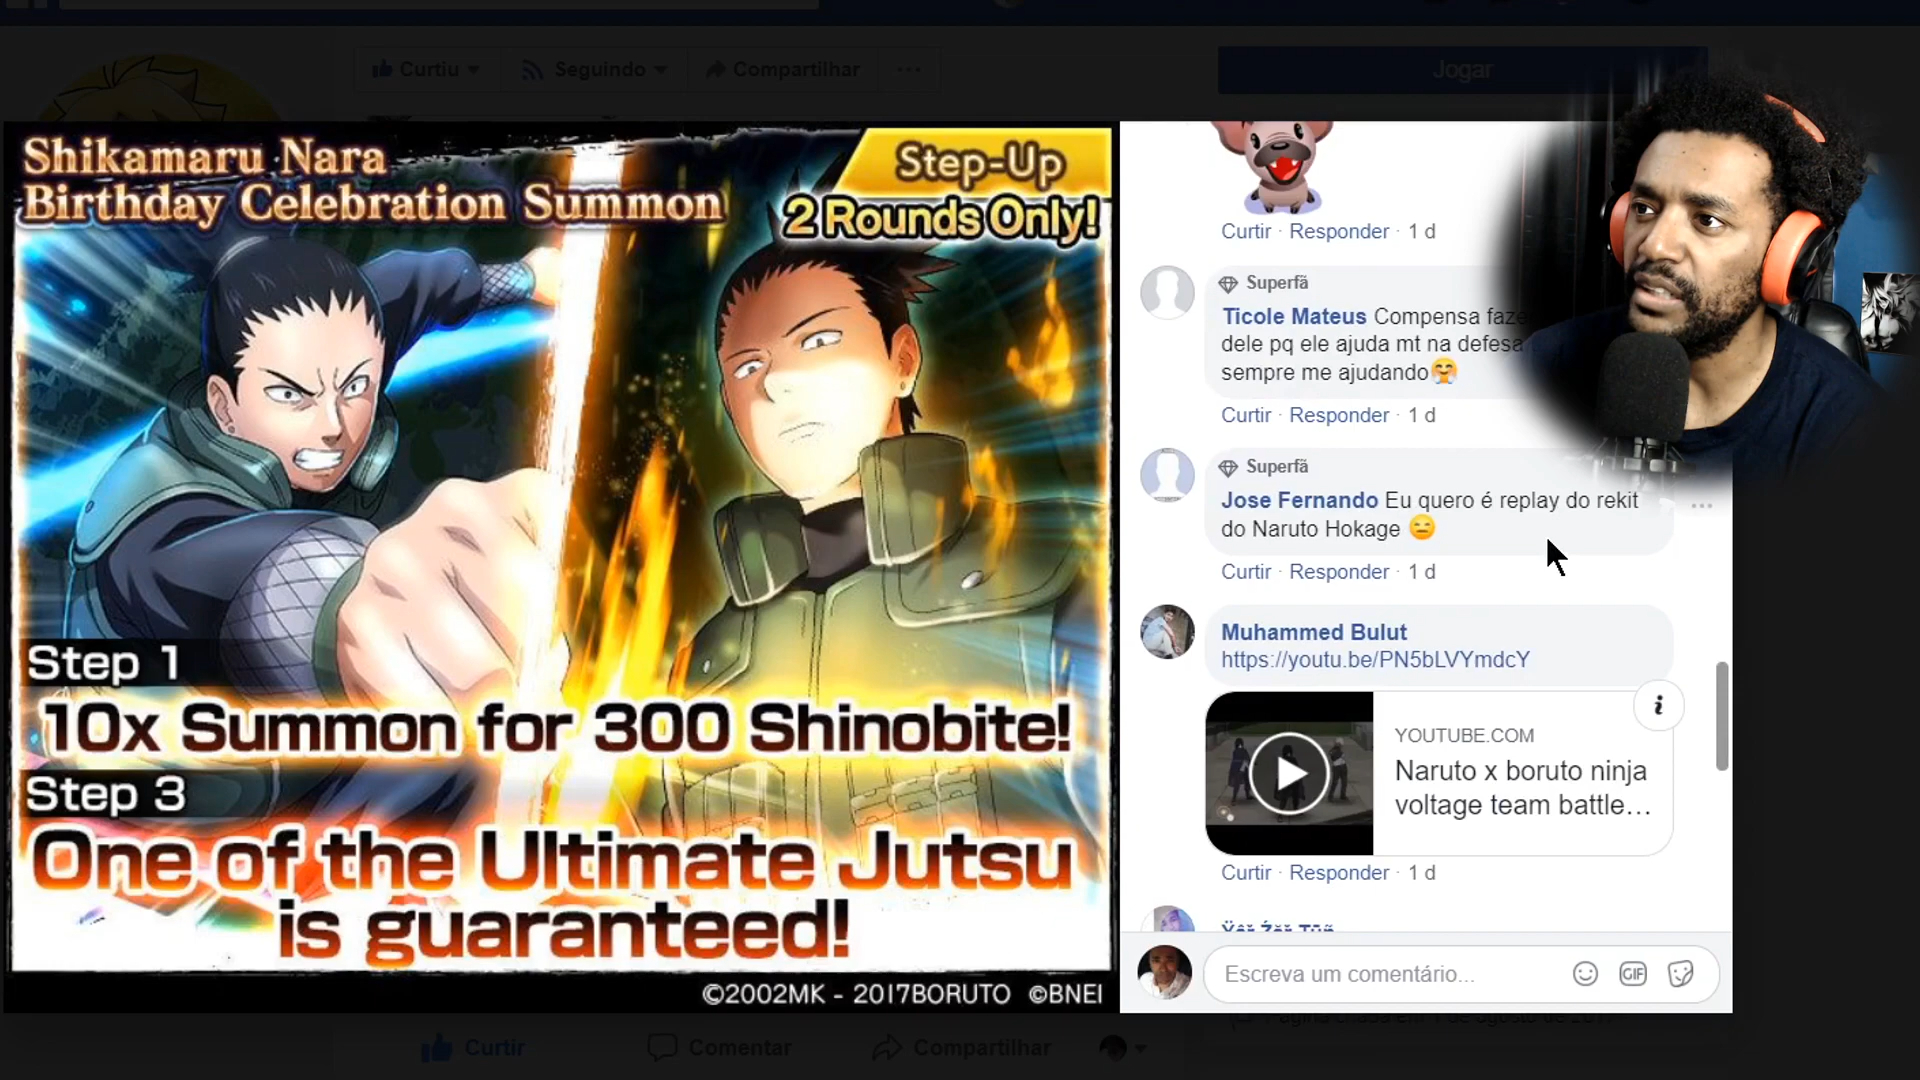 Curtiu
Seguindo
Compartilhar
Jogar
Shikamaru Nara
Birthday Celebration Summon
Step-Up
2 Rounds Only!
Step 1
10x Summon for 300 Shinobite!
Step 3
One of the Ultimate Jutsu
is guaranteed!
©2002MK - 2017BORUTO ©BNEI
Curtir · Responder · 1 d
Superfã
Ticole Mateus Compensa faze
dele pq ele ajuda mt na defesa
sempre me ajudando🤗
Curtir · Responder · 1 d
Superfã
Jose Fernando Eu quero é replay do rekit
do Naruto Hokage 😑
Curtir · Responder · 1 d
Muhammed Bulut
https://youtu.be/PN5bLVYmdcY
YOUTUBE.COM
Naruto x boruto ninja
voltage team battle...
Curtir · Responder · 1 d
Escreva um comentário...
GIF
Curtir
Comentar
Compartilhar